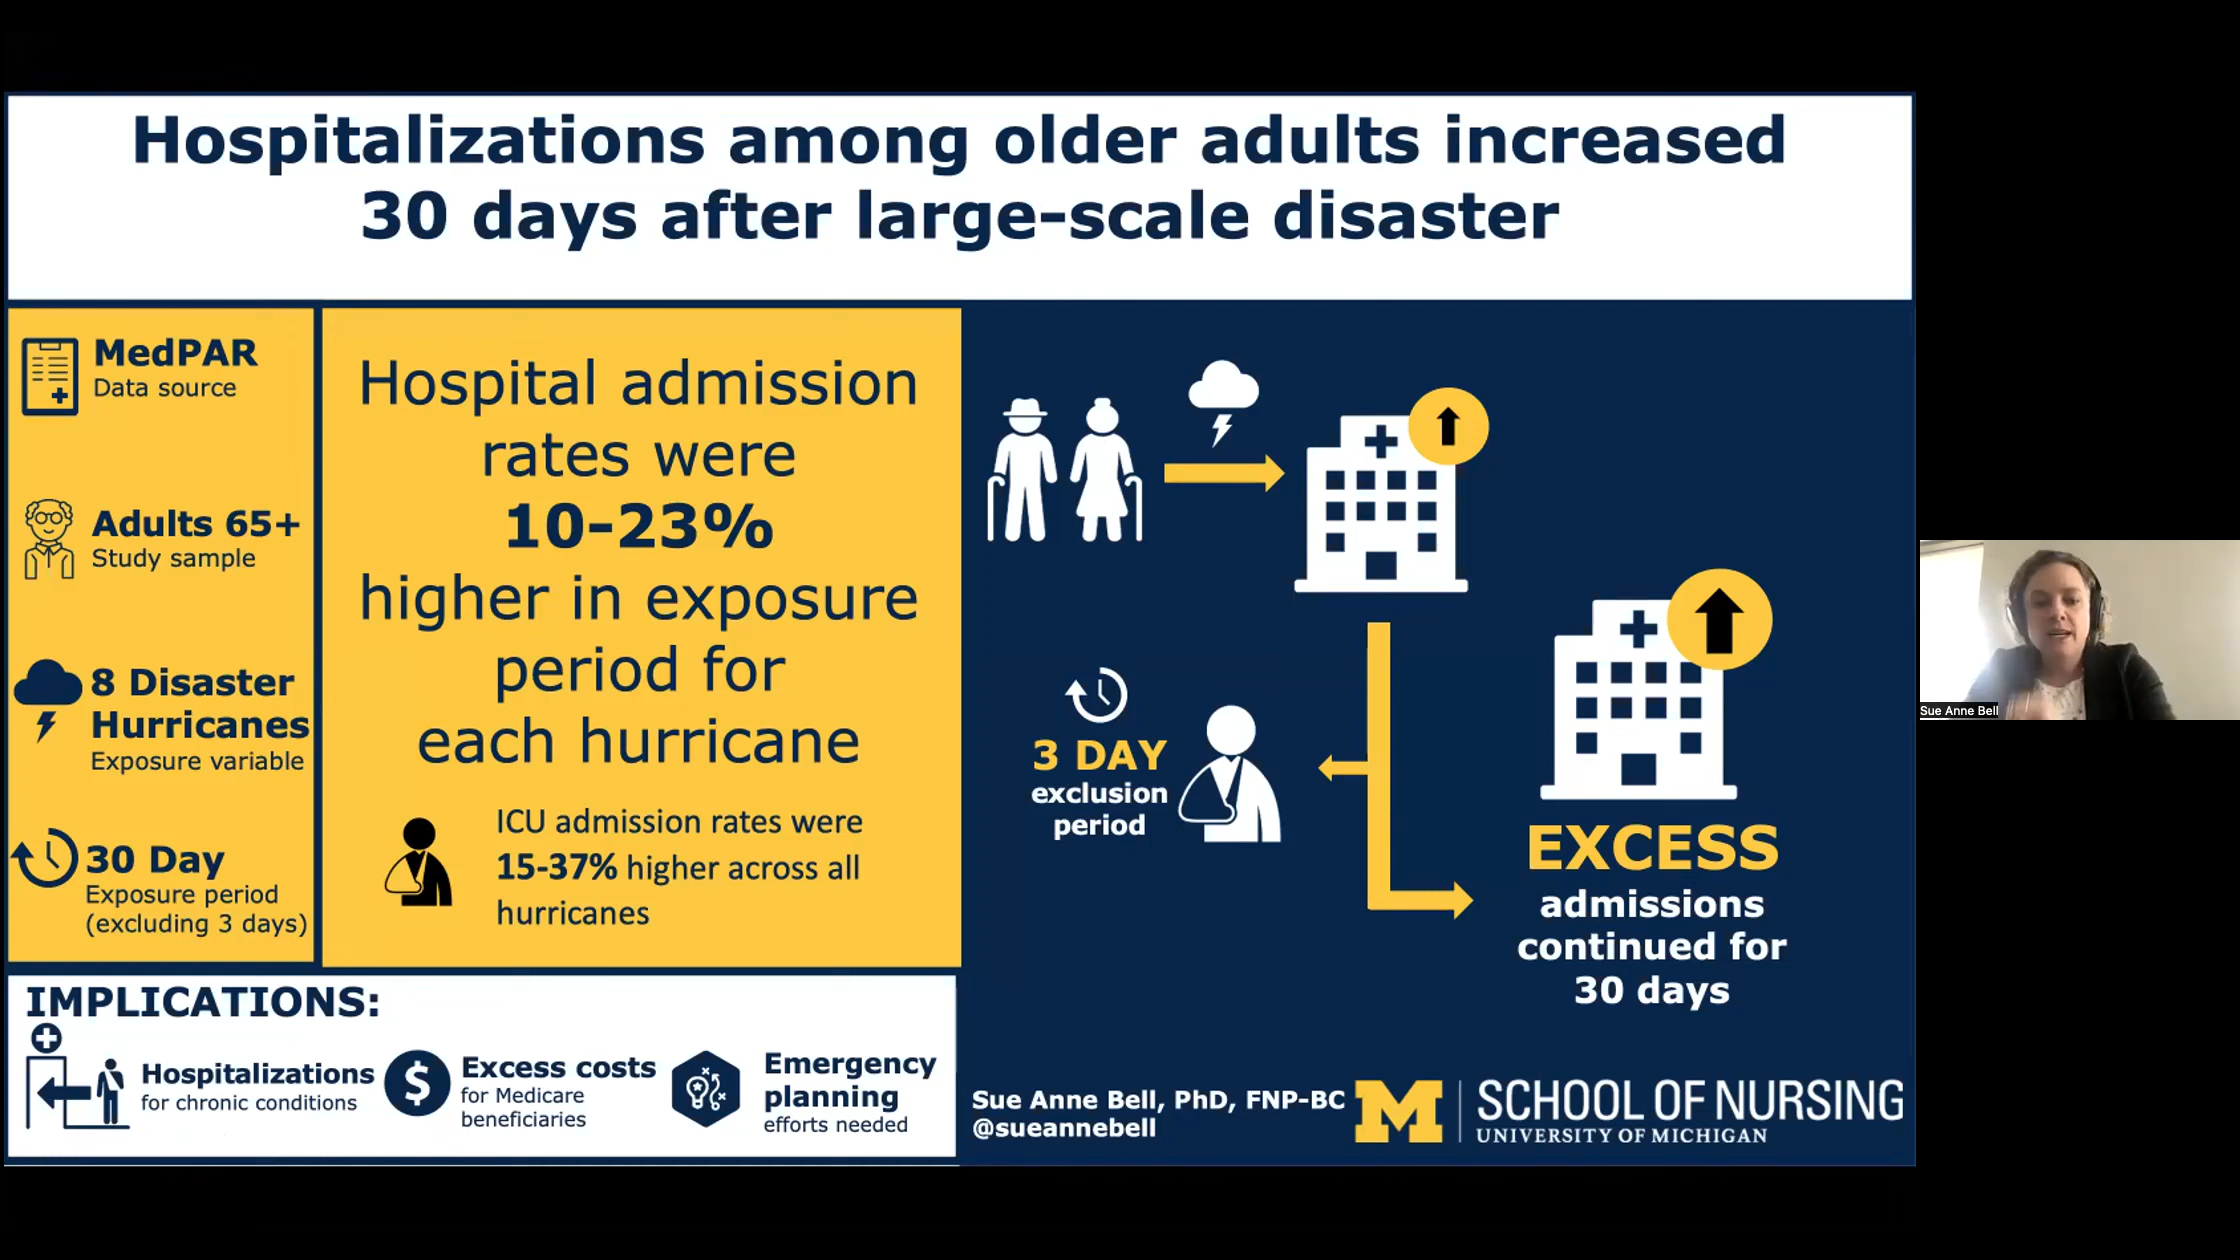 Hospitalizations among older adults increased
30 days after large-scale disaster
MedPAR
Data source
Adults 65+
Study sample
8 Disaster
Hurricanes
Exposure variable
30 Day
Exposure period
(excluding 3 days)
Hospital admission
rates were
10-23%
higher in exposure
period for
each hurricane
ICU admission rates were
15-37% higher across all
hurricanes
3 DAY
exclusion
period
EXCESS
admissions
continued for
30 days
IMPLICATIONS:
Hospitalizations
for chronic conditions
Excess costs
for Medicare
beneficiaries
Emergency
planning
efforts needed
Sue Anne Bell, PhD, FNP-BC
@sueannebell
M
SCHOOL OF NURSING
UNIVERSITY OF MICHIGAN
Sue Anne Bell